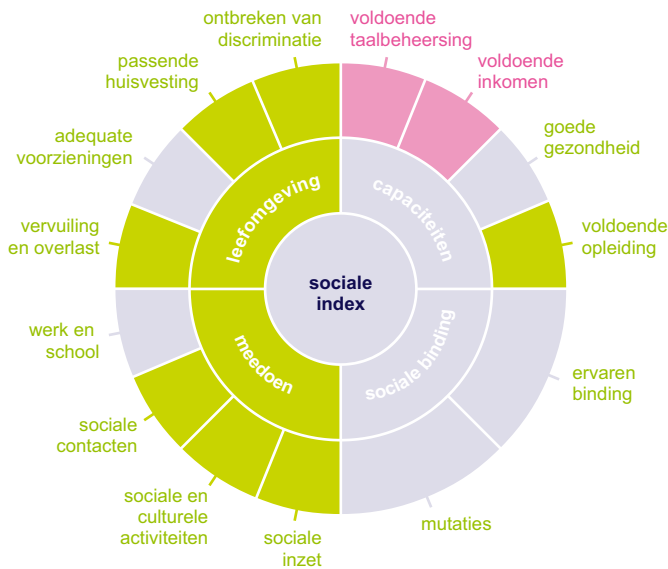 ontbreken van
discriminatie
voldoende
taalbeheersing
voldoende
inkomen
goede
gezondheid
voldoende
opleiding
ervaren
binding
mutaties
sociale
inzet
sociale en
culturele
activiteiten
sociale
contacten
werk en
school
vervuiling
en overlast
adequate
voorzieningen
passende
huisvesting
leefomgeving
capaciteiten
sociale binding
meedoen
sociale
index